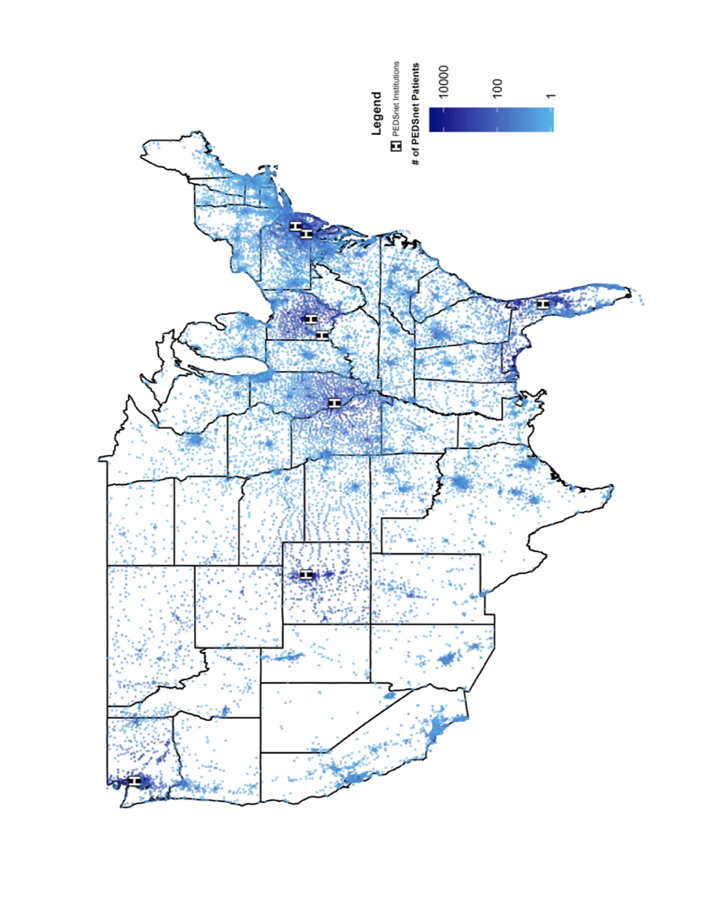 Legend
H PEDSnet Institutions
# of PEDSnet Patients
10000
100
1